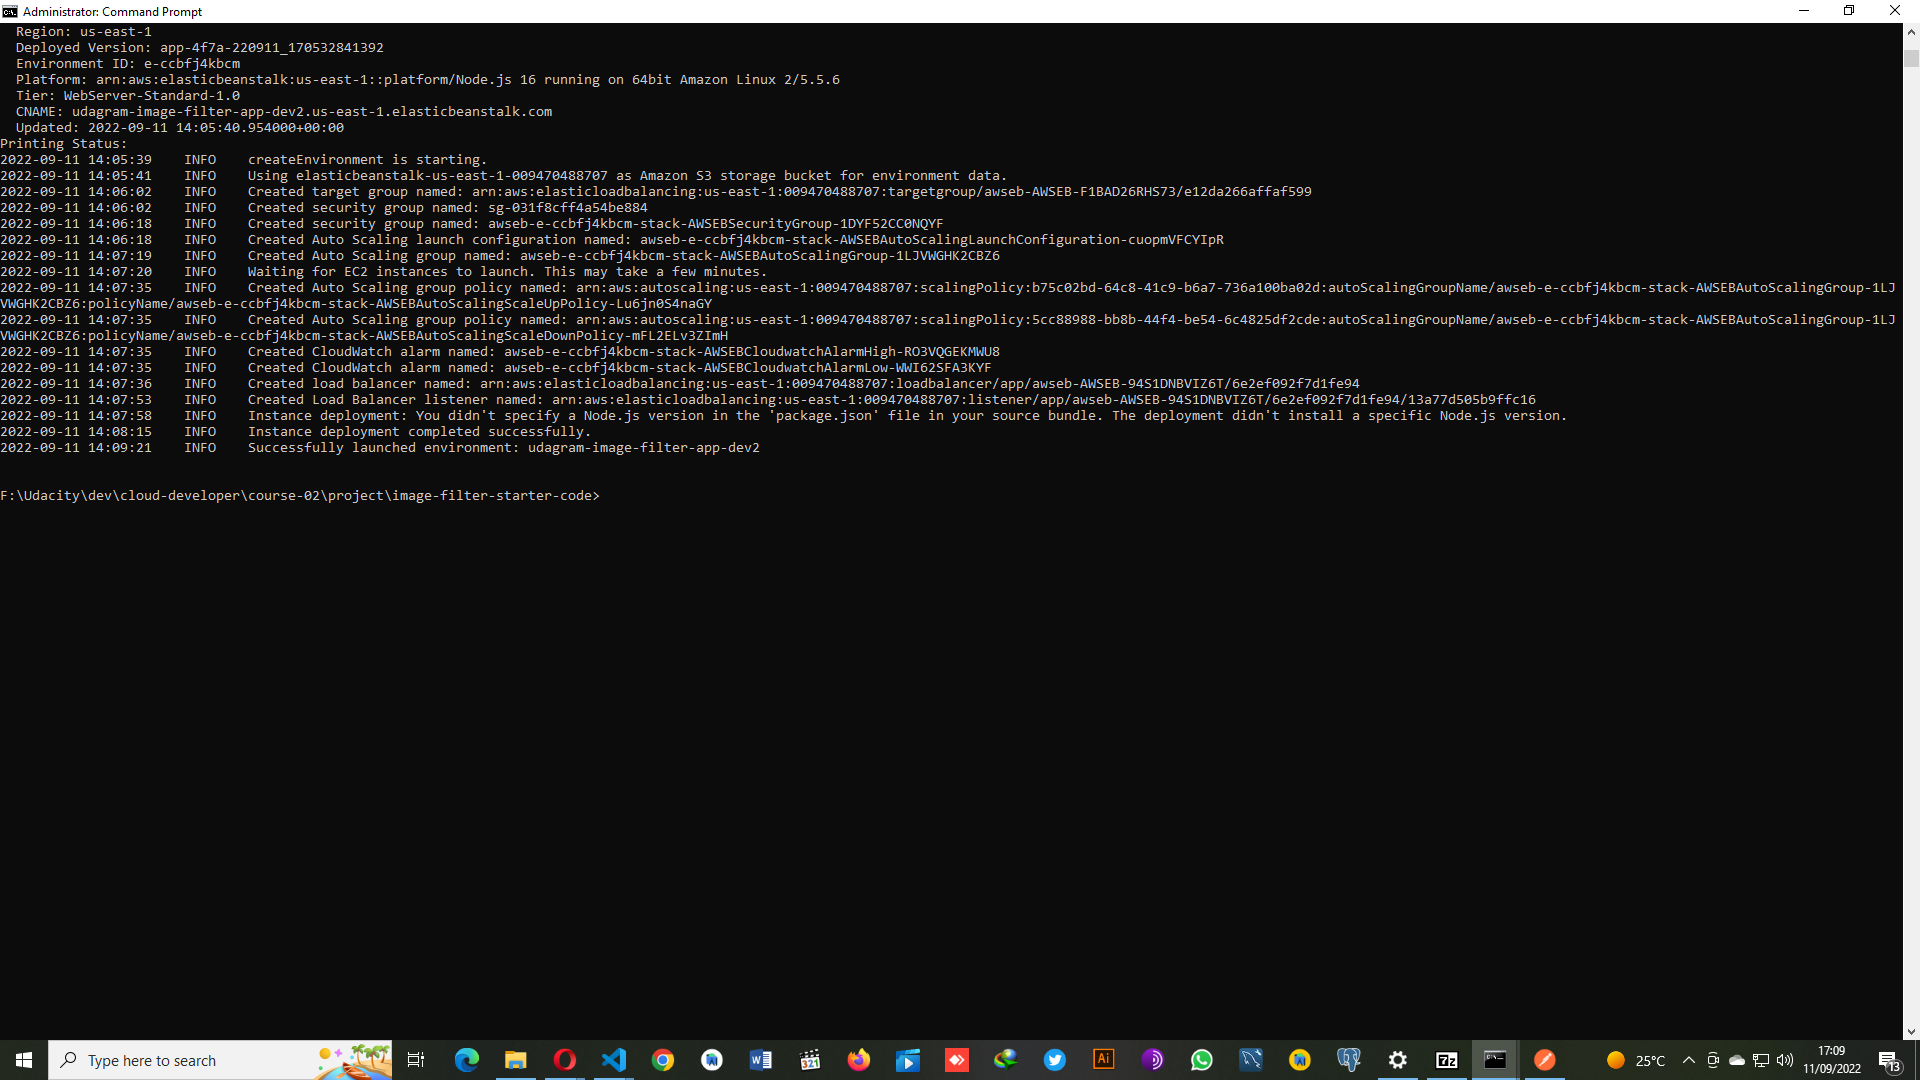 Administrator: Command Prompt
Region: us-east-1
Deployed Version: app-4f7a-220911_170532841392
Environment ID: e-ccbfj4kbcm
Platform: arn:aws:elasticbeanstalk:us-east-1::platform/Node.js 16 running on 64bit Amazon Linux 2/5.5.6
Tier: WebServer-Standard-1.0
CNAME: udagram-image-filter-app-dev2.us-east-1.elasticbeanstalk.com
Updated: 2022-09-11 14:05:40.954000+00:00
Printing Status:
2022-09-11 14:05:39    INFO    createEnvironment is starting.
2022-09-11 14:05:41    INFO    Using elasticbeanstalk-us-east-1-009470488707 as Amazon S3 storage bucket for environment data.
2022-09-11 14:06:02    INFO    Created target group named: arn:aws:elasticloadbalancing:us-east-1:009470488707:targetgroup/awseb-AWSEB-F1BAD26RHS73/e12da266affaf599
2022-09-11 14:06:02    INFO    Created security group named: sg-031f8cff4a54be884
2022-09-11 14:06:18    INFO    Created security group named: awseb-e-ccbfj4kbcm-stack-AWSEBSecurityGroup-1DYF52CC0NQYF
2022-09-11 14:06:18    INFO    Created Auto Scaling launch configuration named: awseb-e-ccbfj4kbcm-stack-AWSEBAutoScalingLaunchConfiguration-cuopmVFCYIpR
2022-09-11 14:07:19    INFO    Created Auto Scaling group named: awseb-e-ccbfj4kbcm-stack-AWSEBAutoScalingGroup-1LJVWGHK2CBZ6
2022-09-11 14:07:20    INFO    Waiting for EC2 instances to launch. This may take a few minutes.
2022-09-11 14:07:35    INFO    Created Auto Scaling group policy named: arn:aws:autoscaling:us-east-1:009470488707:scalingPolicy:b75c02bd-64c8-41c9-b6a7-736a100ba02d:autoScalingGroupName/awseb-e-ccbfj4kbcm-stack-AWSEBAutoScalingGroup-1LJ
VWGHK2CBZ6:policyName/awseb-e-ccbfj4kbcm-stack-AWSEBAutoScalingScaleUpPolicy-Lu6jn0S4naGY
2022-09-11 14:07:35    INFO    Created Auto Scaling group policy named: arn:aws:autoscaling:us-east-1:009470488707:scalingPolicy:5cc88988-bb8b-44f4-be54-6c4825df2cde:autoScalingGroupName/awseb-e-ccbfj4kbcm-stack-AWSEBAutoScalingGroup-1LJ
VWGHK2CBZ6:policyName/awseb-e-ccbfj4kbcm-stack-AWSEBAutoScalingScaleDownPolicy-mFL2ELv3ZImH
2022-09-11 14:07:35    INFO    Created CloudWatch alarm named: awseb-e-ccbfj4kbcm-stack-AWSEBCloudwatchAlarmHigh-RO3VQGEKMWU8
2022-09-11 14:07:35    INFO    Created CloudWatch alarm named: awseb-e-ccbfj4kbcm-stack-AWSEBCloudwatchAlarmLow-WWI62SFA3KYF
2022-09-11 14:07:36    INFO    Created load balancer named: arn:aws:elasticloadbalancing:us-east-1:009470488707:loadbalancer/app/awseb-AWSEB-94S1DNBVIZ6T/6e2ef092f7d1fe94
2022-09-11 14:07:53    INFO    Created Load Balancer listener named: arn:aws:elasticloadbalancing:us-east-1:009470488707:listener/app/awseb-AWSEB-94S1DNBVIZ6T/6e2ef092f7d1fe94/13a77d505b9ffc16
2022-09-11 14:07:58    INFO    Instance deployment: You didn't specify a Node.js version in the 'package.json' file in your source bundle. The deployment didn't install a specific Node.js version.
2022-09-11 14:08:15    INFO    Instance deployment completed successfully.
2022-09-11 14:09:21    INFO    Successfully launched environment: udagram-image-filter-app-dev2
F:\Udacity\dev\cloud-developer\course-02\project\image-filter-starter-code>
Type here to search
321
Ai
7z
25°C
17:09
11/09/2022
13